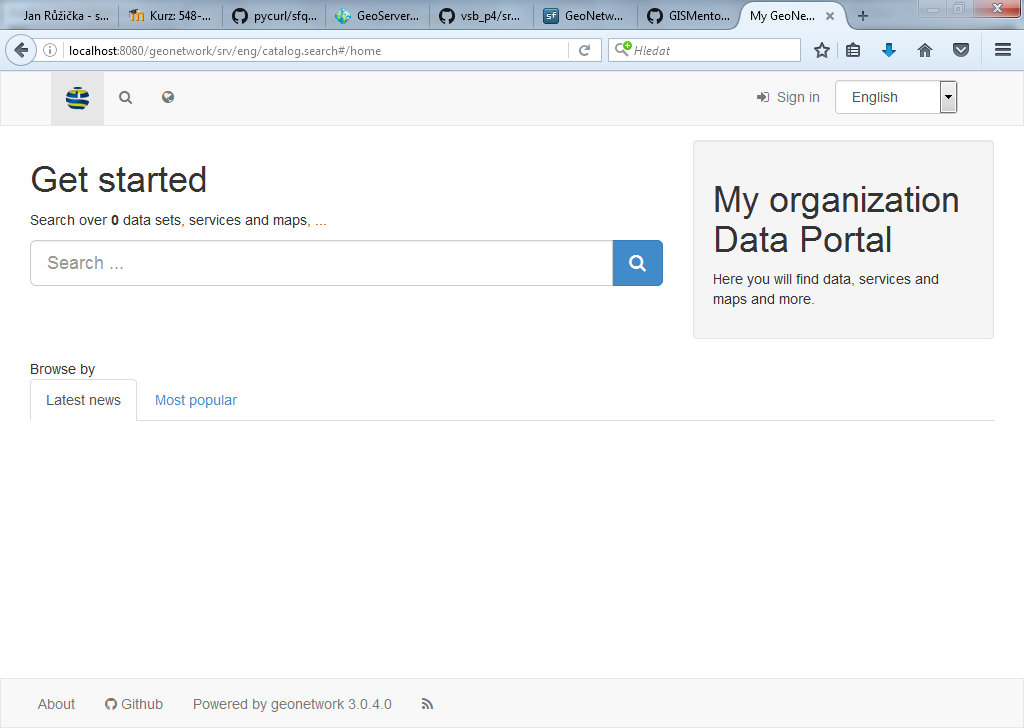 Jan Růžička - s...
Kurz: 548-...
pycurl/sfq...
GeoServer...
vsb_p4/sr...
sf GeoNetw...
GISMento...
My GeoNe...
localhost:8080/geonetwork/srv/eng/catalog.search#/home
Hledat
Sign in
English
Get started
Search over 0 data sets, services and maps, ...
Search ...
My organization
Data Portal
Here you will find data, services and
maps and more.
Browse by
Latest news
Most popular
About
Github
Powered by geonetwork 3.0.4.0